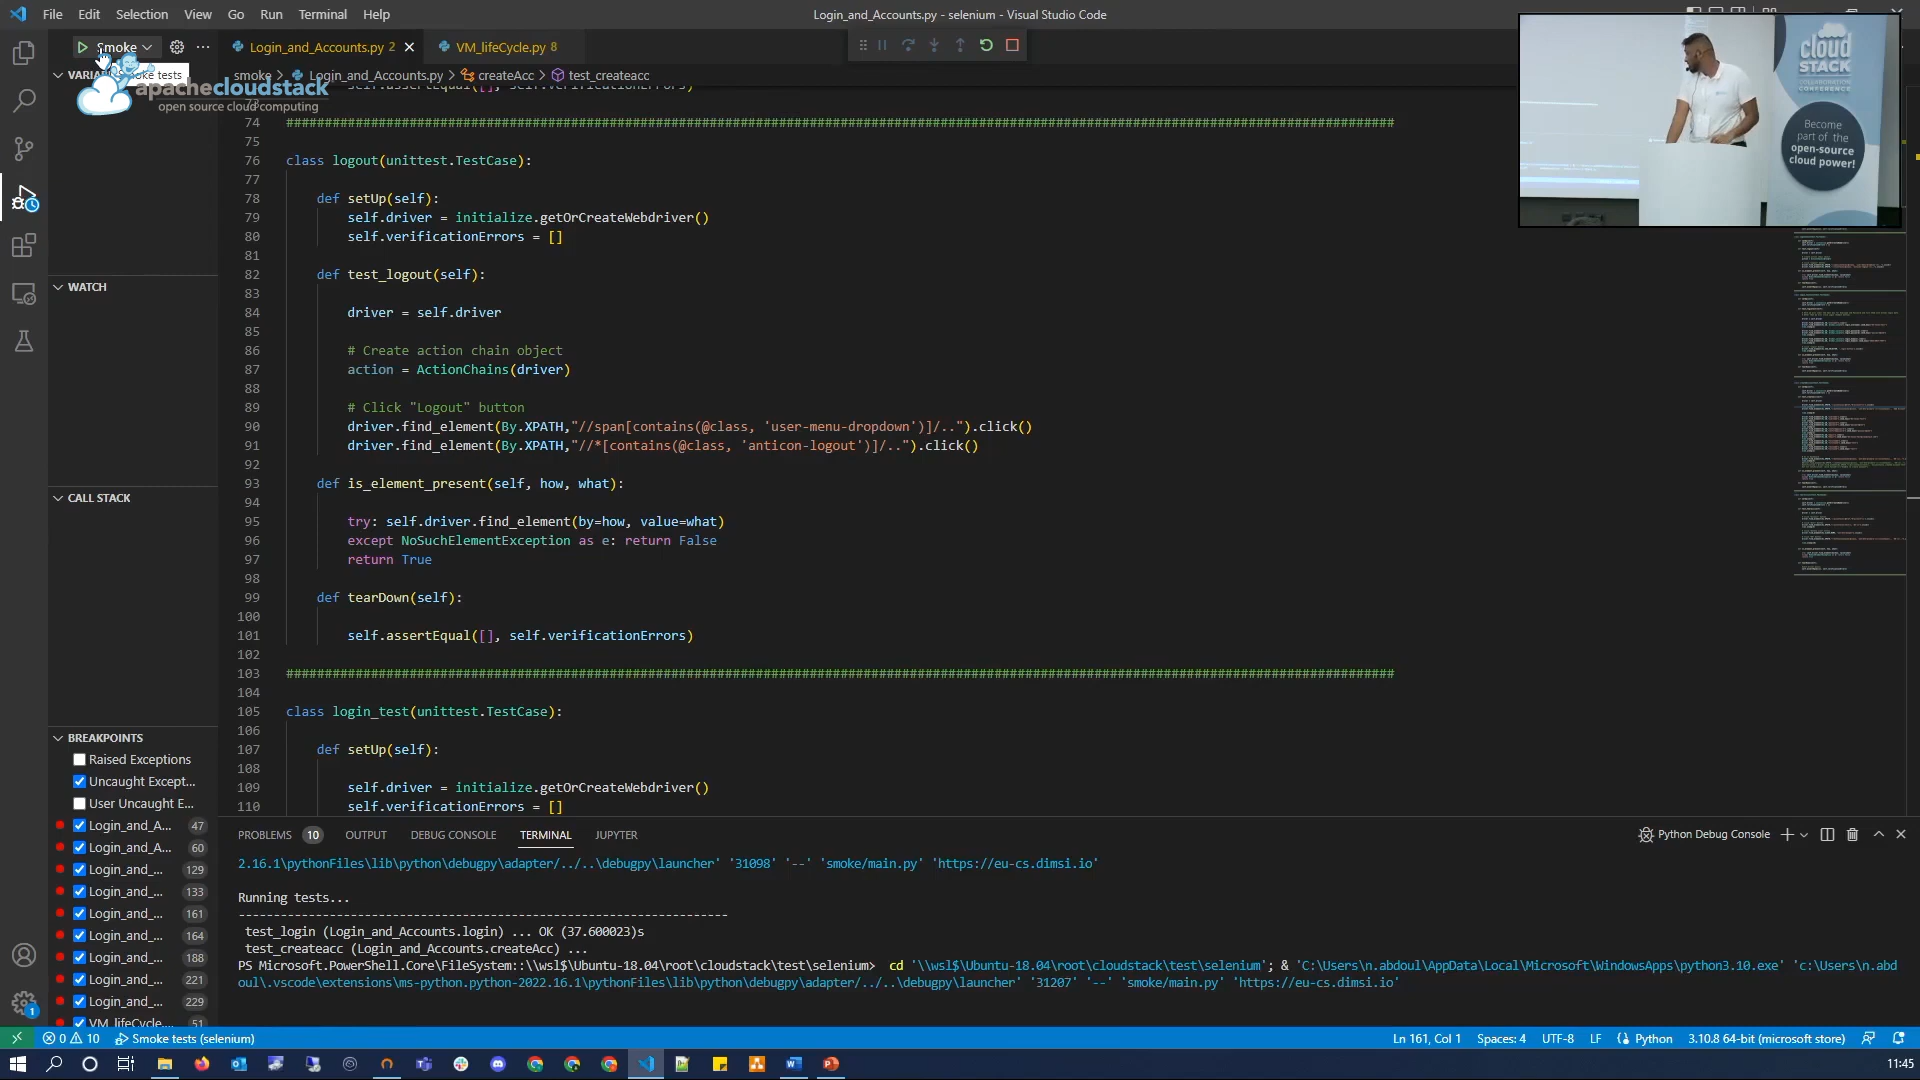 File Edit Selection View Go Run Terminal Help
Login_and_Accounts.py - selenium - Visual Studio Code
Smoke
Login_and_Accounts.py 2
VM_lifeCycle.py 8
Smoke tests
apachecloudstack
open source cloud computing
smoke > Login_and_Accounts.py > createAcc > test_createacc
self.assertEqual([], self.verificationErrors)
73
74 ################################################################################################################################################
75
76 class logout(unittest.TestCase):
77
78 def setUp(self):
79 self.driver = initialize.getOrCreateWebdriver()
80 self.verificationErrors = []
81
82 def test_logout(self):
83
84 driver = self.driver
85
86 # Create action chain object
87 action = ActionChains(driver)
88
89 # Click "Logout" button
90 driver.find_element(By.XPATH,"//span[contains(@class, 'user-menu-dropdown')]/..").click()
91 driver.find_element(By.XPATH,"//*[contains(@class, 'anticon-logout')]/..").click()
92
93 def is_element_present(self, how, what):
94
95 try: self.driver.find_element(by=how, value=what)
96 except NoSuchElementException as e: return False
97 return True
98
99 def tearDown(self):
100
101 self.assertEqual([], self.verificationErrors)
102
103 ################################################################################################################################################
104
105 class login_test(unittest.TestCase):
106
107 def setUp(self):
108
109 self.driver = initialize.getOrCreateWebdriver()
110 self.verificationErrors = []
WATCH
CALL STACK
BREAKPOINTS
Raised Exceptions
Uncaught Except...
User Uncaught E...
Login_and_A... 47
Login_and_A... 60
Login_and_... 129
Login_and_... 133
Login_and_... 161
Login_and_... 164
Login_and_... 188
Login_and_... 221
Login_and_... 229
VM_lifeCycle... 51
cloud
STACK
COLLABORATION
CONFERENCE
Become
part of the
open-source
cloud power!
PROBLEMS 10 OUTPUT DEBUG CONSOLE TERMINAL JUPYTER
Python Debug Console
2.16.1\pythonFiles\lib\python\debugpy\adapter/../..\debugpy\launcher' '31098' '--' 'smoke/main.py' 'https://eu-cs.dimsi.io'
Running tests...
----------------------------------------------------------------------
test_login (Login_and_Accounts.login) ... OK (37.600023)s
test_createacc (Login_and_Accounts.createAcc) ...
PS Microsoft.PowerShell.Core\FileSystem::\\wsl$\Ubuntu-18.04\root\cloudstack\test\selenium> cd '\\wsl$\Ubuntu-18.04\root\cloudstack\test\selenium'; & 'C:\Users\n.abdoul\AppData\Local\Microsoft\WindowsApps\python3.10.exe' 'c:\Users\n.abd
oul\.vscode\extensions\ms-python.python-2022.16.1\pythonFiles\lib\python\debugpy\adapter/../..\debugpy\launcher' '31207' '--' 'smoke/main.py' 'https://eu-cs.dimsi.io'
1
0 10 Smoke tests (selenium)
Ln 161, Col 1 Spaces: 4 UTF-8 LF Python 3.10.8 64-bit (microsoft store)
11:45